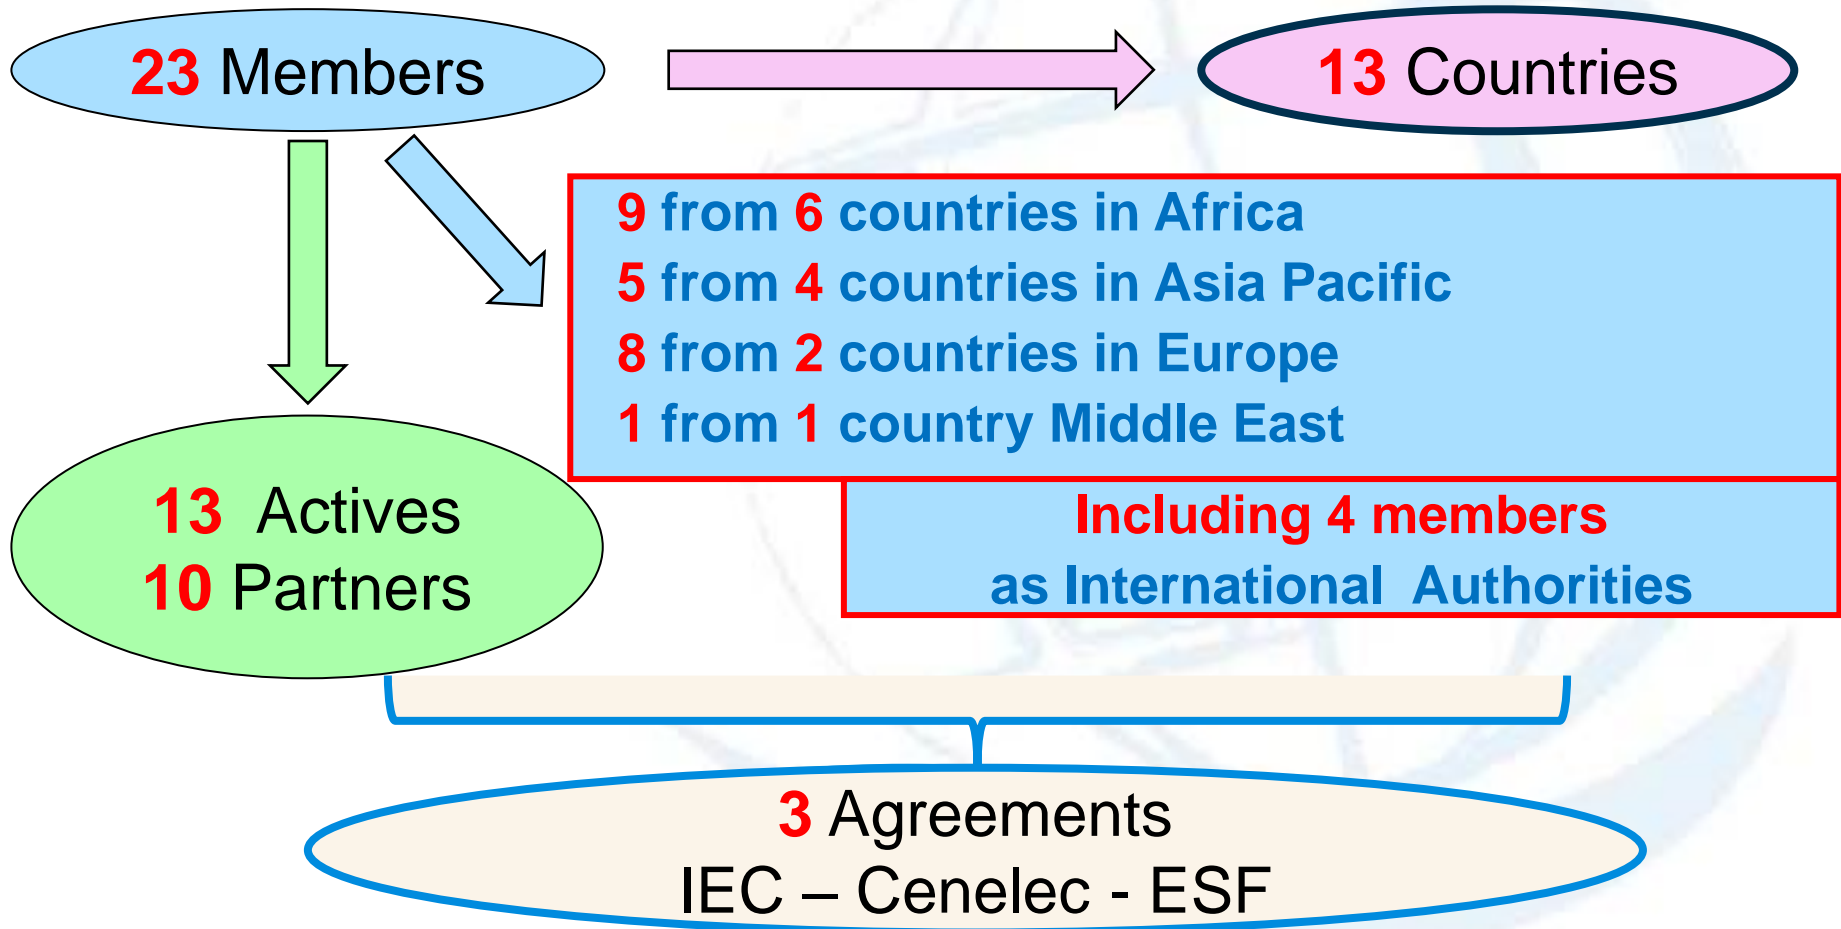 23 Members
13 Countries
9 from 6 countries in Africa
5 from 4 countries in Asia Pacific
8 from 2 countries in Europe
1 from 1 country Middle East
13 Actives
10 Partners
Including 4 members
as International Authorities
3 Agreements
IEC – Cenelec - ESF